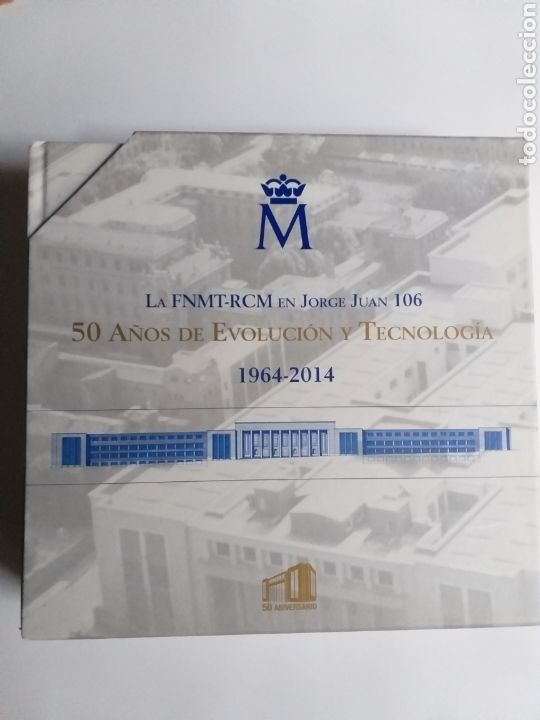 M
LA FNMT-RCM EN JORGE JUAN 106
50 AÑOS DE EVOLUCIÓN Y TECNOLOGÍA
1964-2014
50 ANIVERSARIO
todocoleccion